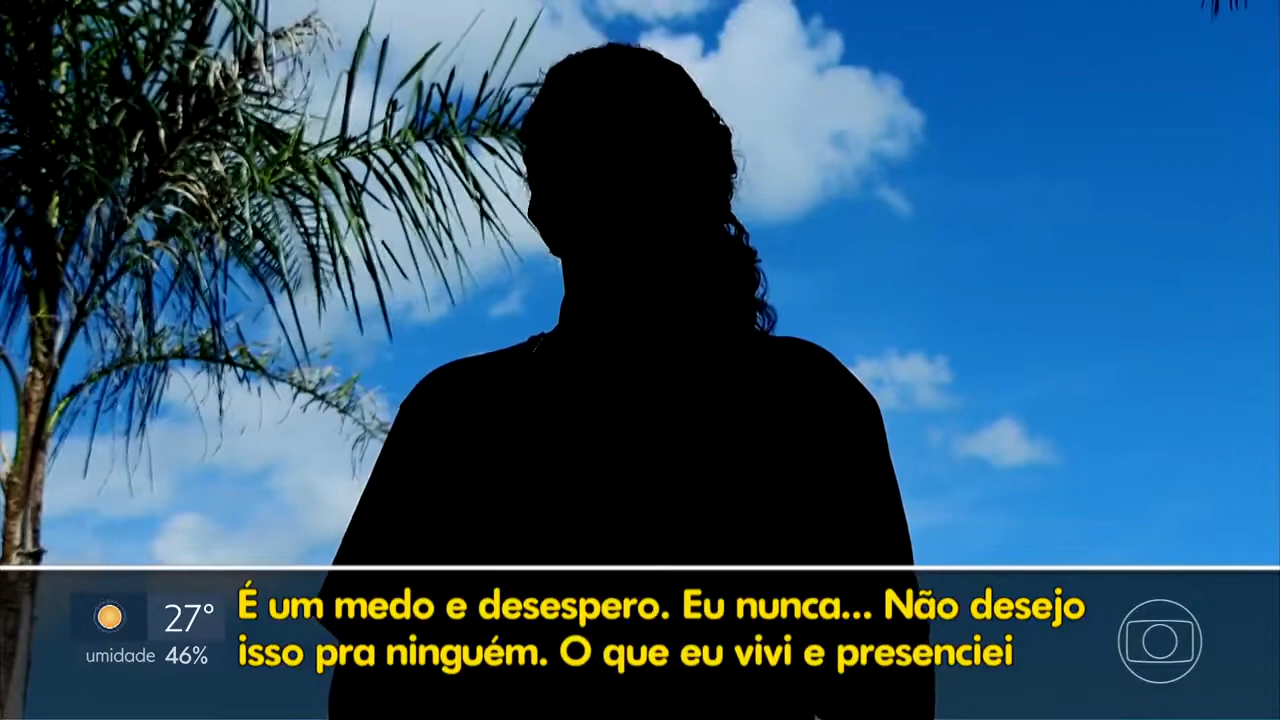 27°
umidade 46%
É um medo e desespero. Eu nunca... Não desejo
isso pra ninguém. O que eu vivi e presenciei